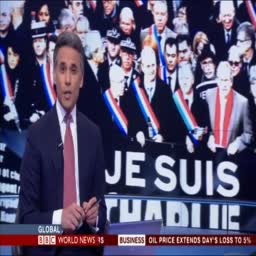 JE SUIS
CHARLIE
GLOBAL
BBC WORLD NEWS
BUSINESS OIL PRICE EXTENDS DAY'S LOSS TO 5%